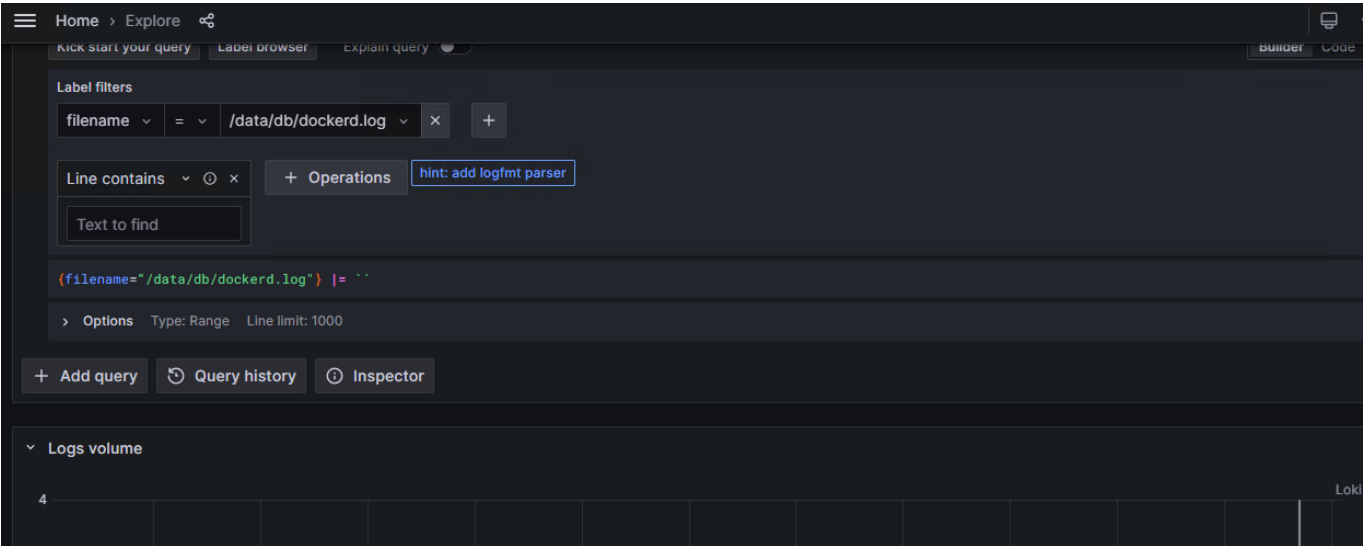 Home › Explore
Kick start your query Label browser Explain query Builder Code
Label filters
filename = /data/db/dockerd.log × +
Line contains ×
+ Operations
hint: add logfmt parser
Text to find
{filename="/data/db/dockerd.log"} |= ``
› Options Type: Range Line limit: 1000
+ Add query Query history Inspector
Logs volume
4
Loki